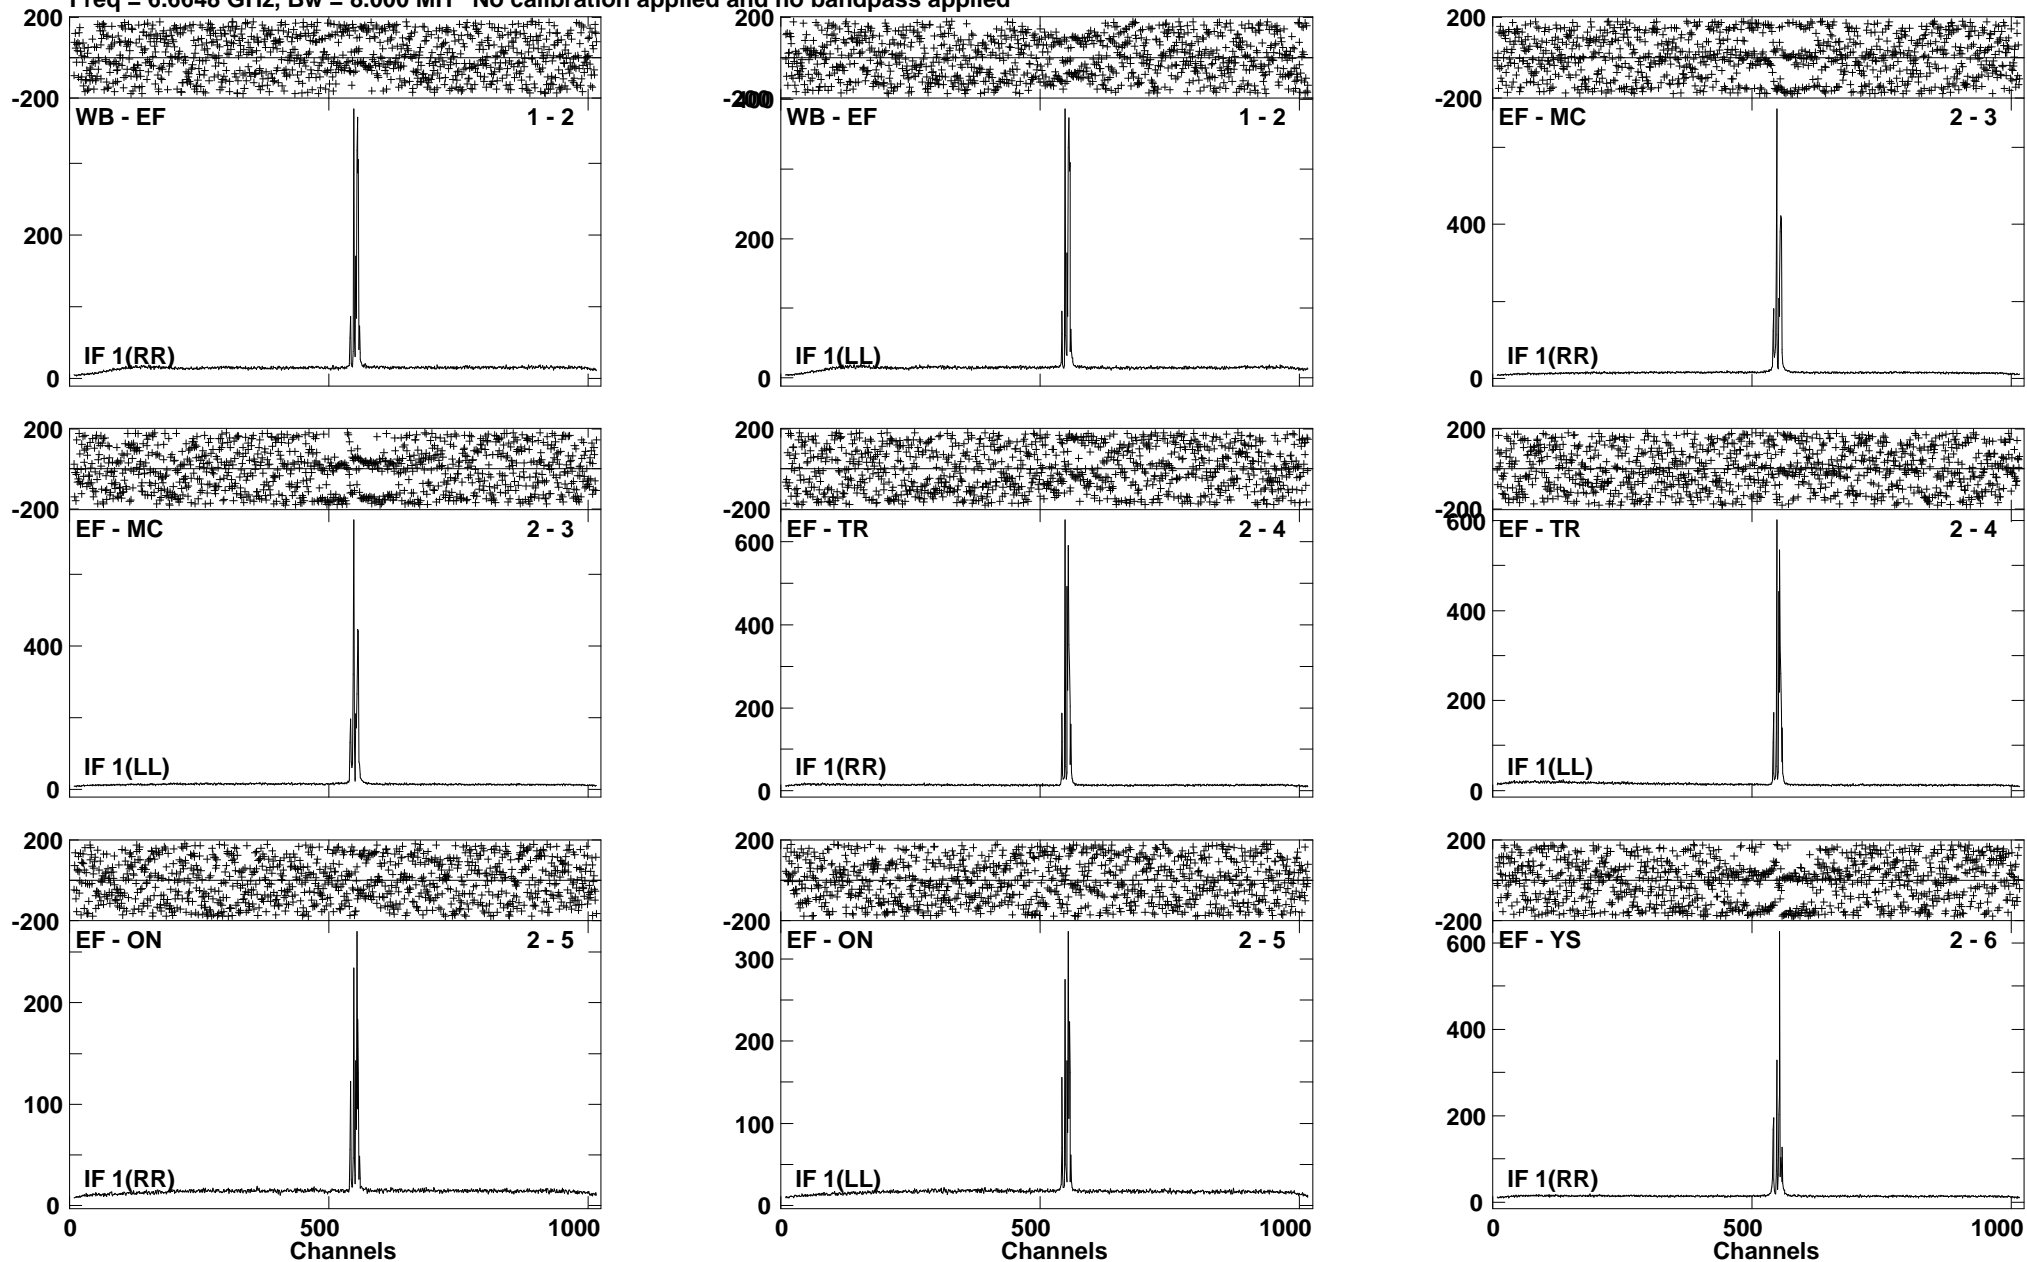 Freq = 6.6648 GHz, Bw = 8.000 MH No calibration applied and no bandpass applied
200 200 200
-200 -200 400 -200
WB - EF 1 - 2 WB - EF 1 - 2 EF - MC 2 - 3
400
200 200
IF 1(RR) IF 1(LL) IF 1(RR)
0 0 0
200 200 200
-200 -200 -200
600
EF - MC 2 - 3 EF - TR 2 - 4 EF - TR 2 - 4
600
400 400 400
200 200
IF 1(LL) IF 1(RR) IF 1(LL)
0 0 0
200 200 200
-200 -200 -200
EF - ON 2 - 5 EF - ON 2 - 5 EF - YS 2 - 6
300 600
200 200 400
100 100 200
IF 1(RR) IF 1(LL) IF 1(RR)
0 0 0
0 500 1000 0 500 1000 0 500 1000
Channels Channels Channels